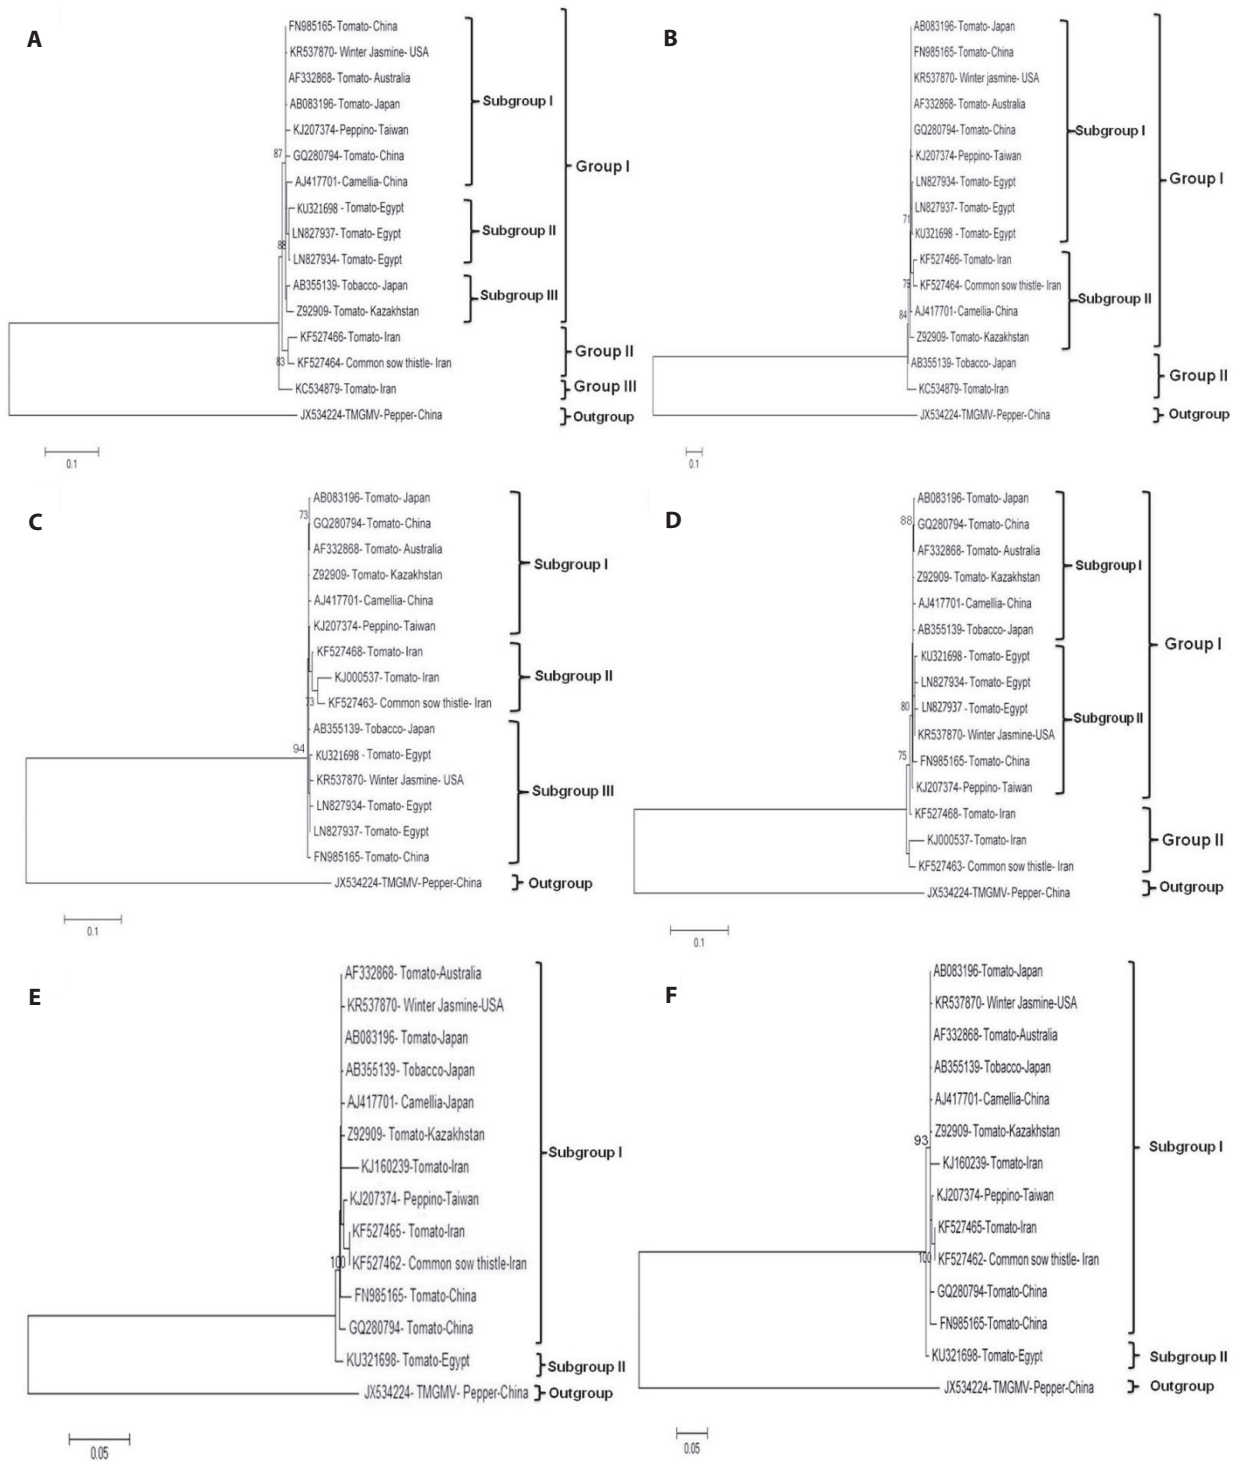 A
FN985165- Tomato- China
KR537870- Winter Jasmine- USA
AF332868- Tomato- Australia
AB083196- Tomato- Japan
KJ207374- Peppino- Taiwan
87
GQ280794- Tomato- China
AJ417701- Camellia- China
KU321698 - Tomato- Egypt
LN827937- Tomato- Egypt
88
LN827934- Tomato- Egypt
AB355139- Tobacco- Japan
Z92909- Tomato- Kazakhstan
KF527466- Tomato- Iran
83
KF527464- Common sow thistle- Iran
KC534879- Tomato- Iran
JX534224-TMGMV- Pepper- China
Subgroup I
Subgroup II
Subgroup III
Group I
Group II
Group III
Outgroup
0.1
B
AB083196- Tomato- Japan
FN985165- Tomato- China
KR537870- Winter jasmine- USA
AF332868- Tomato- Australia
GQ280794- Tomato- China
KJ207374- Peppino- Taiwan
LN827934- Tomato- Egypt
LN827937- Tomato- Egypt
71
KU321698 - Tomato- Egypt
KF527466- Tomato- Iran
KF527464- Common sow thistle- Iran
84
AJ417701- Camellia- China
Z92909- Tomato- Kazakhstan
AB355139- Tobacco- Japan
KC534879- Tomato- Iran
JX534224-TMGMV- Pepper- China
Subgroup I
Subgroup II
Group I
Group II
Outgroup
0.1
C
AB083196- Tomato- Japan
73
GQ280794- Tomato- China
AF332868- Tomato- Australia
Z92909- Tomato- Kazakhstan
AJ417701- Camellia- China
KJ207374- Peppino- Taiwan
KF527468- Tomato- Iran
KJ000537- Tomato- Iran
73
KF527463- Common sow thistle- Iran
AB355139- Tobacco- Japan
94
KU321698 - Tomato- Egypt
KR537870- Winter Jasmine- USA
LN827934- Tomato- Egypt
LN827937- Tomato- Egypt
FN985165- Tomato- China
JX534224-TMGMV- Pepper- China
Subgroup I
Subgroup II
Subgroup III
Outgroup
0.1
D
AB083196- Tomato- Japan
88
GQ280794- Tomato- China
AF332868- Tomato- Australia
Z92909- Tomato- Kazakhstan
AJ417701- Camellia- China
AB355139- Tobacco- Japan
KU321698 - Tomato- Egypt
LN827934- Tomato- Egypt
80
LN827937 - Tomato-Egypt
KR537870- Winter Jasmine-USA
75
FN985165- Tomato- China
KJ207374- Peppino- Taiwan
KF527468- Tomato- Iran
KJ000537- Tomato- Iran
KF527463- Common sow thistle- Iran
JX534224-TMGMV- Pepper-China
Subgroup I
Subgroup II
Group I
Group II
Outgroup
0.1
E
AF332868- Tomato-Australia
KR537870- Winter Jasmine-USA
AB083196- Tomato-Japan
AB355139- Tobacco-Japan
AJ417701- Camellia-Japan
Z92909- Tomato-Kazakhstan
KJ160239-Tomato-Iran
KJ207374- Peppino-Taiwan
KF527465- Tomato-Iran
100
KF527462- Common sow thistle-Iran
FN985165- Tomato-China
GQ280794- Tomato-China
KU321698- Tomato-Egypt
JX534224- TMGMV- Pepper-China
Subgroup I
Subgroup II
Outgroup
0.05
F
AB083196-Tomato-Japan
KR537870- Winter Jasmine-USA
AF332868- Tomato-Australia
AB355139- Tobacco-Japan
AJ417701- Camellia-China
Z92909- Tomato-Kazakhstan
93
KJ160239-Tomato-Iran
KJ207374- Peppino-Taiwan
KF527465-Tomato-Iran
100
KF527462- Common sow thistle- Iran
GQ280794-Tomato-China
FN985165-Tomato-China
KU321698-Tomato-Egypt
JX534224-TMGMV- Pepper-China
Subgroup I
Subgroup II
Outgroup
0.05